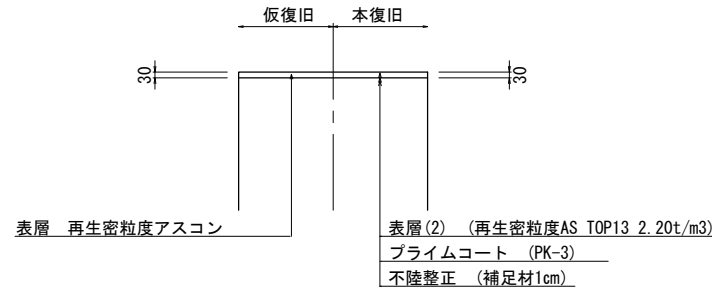 仮復旧 本復旧
30 30
表層 再生密粒度アスコン
表層(2) (再生密粒度AS TOP13 2.20t/m3)
プライムコート (PK-3)
不陸整正 (補足材1cm)